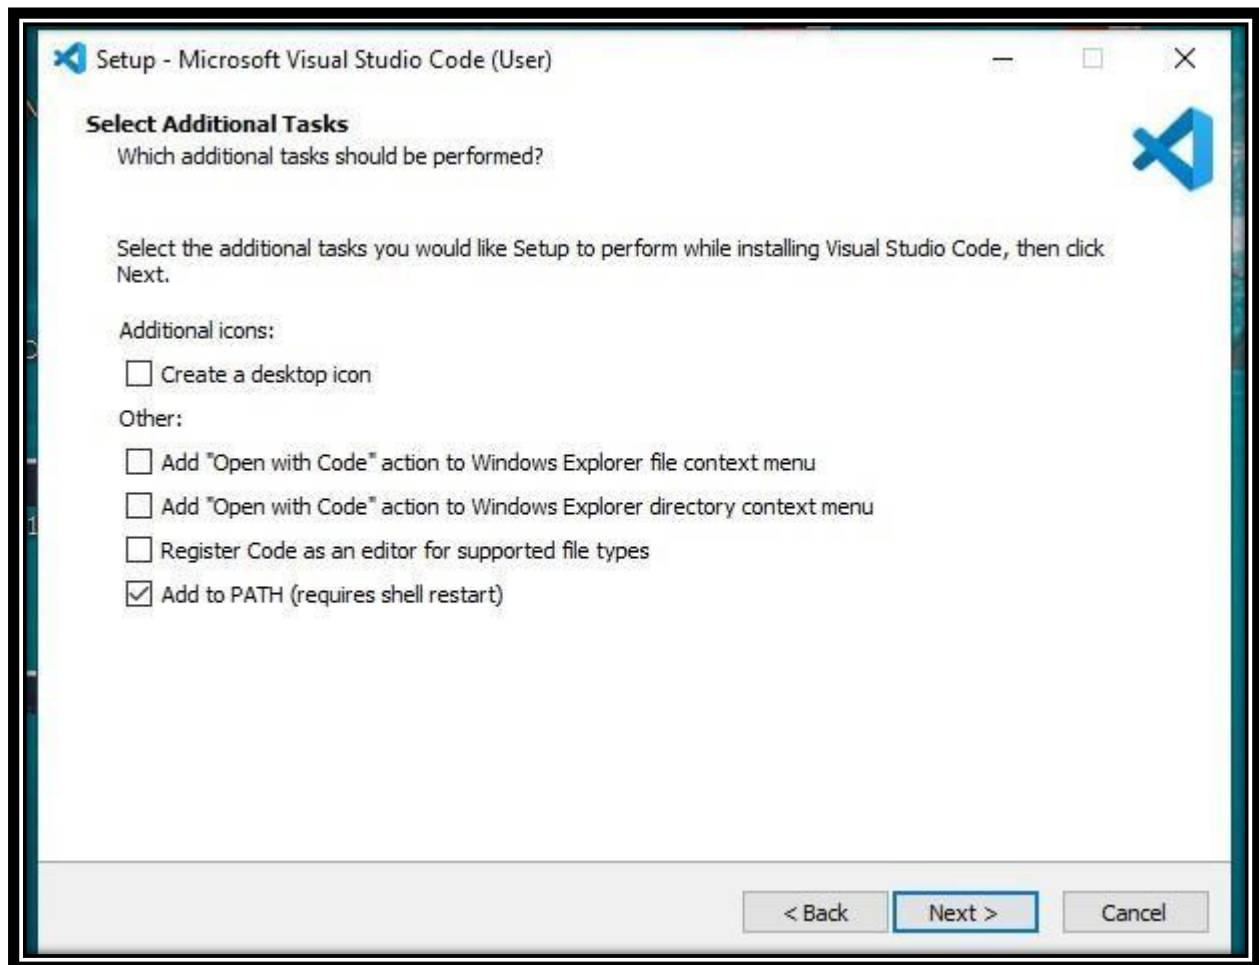 Setup - Microsoft Visual Studio Code (User)
Select Additional Tasks
Which additional tasks should be performed?
Select the additional tasks you would like Setup to perform while installing Visual Studio Code, then click
Next.
Additional icons:
Create a desktop icon
Other:
Add "Open with Code" action to Windows Explorer file context menu
Add "Open with Code" action to Windows Explorer directory context menu
Register Code as an editor for supported file types
Add to PATH (requires shell restart)
< Back Next > Cancel